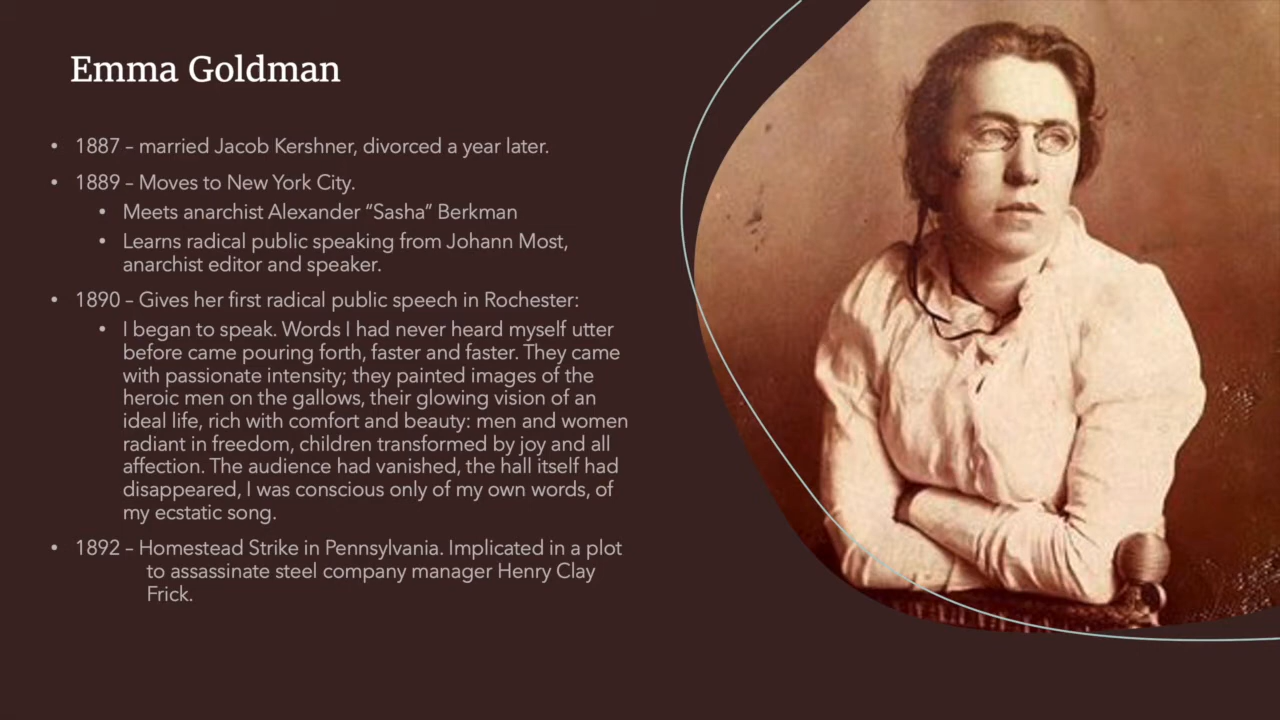 Emma Goldman
• 1887 – married Jacob Kershner, divorced a year later.
• 1889 – Moves to New York City.
• Meets anarchist Alexander “Sasha” Berkman
• Learns radical public speaking from Johann Most,
anarchist editor and speaker.
• 1890 – Gives her first radical public speech in Rochester:
• I began to speak. Words I had never heard myself utter
before came pouring forth, faster and faster. They came
with passionate intensity; they painted images of the
heroic men on the gallows, their glowing vision of an
ideal life, rich with comfort and beauty: men and women
radiant in freedom, children transformed by joy and all
affection. The audience had vanished, the hall itself had
disappeared, I was conscious only of my own words, of
my ecstatic song.
• 1892 – Homestead Strike in Pennsylvania. Implicated in a plot
to assassinate steel company manager Henry Clay
Frick.